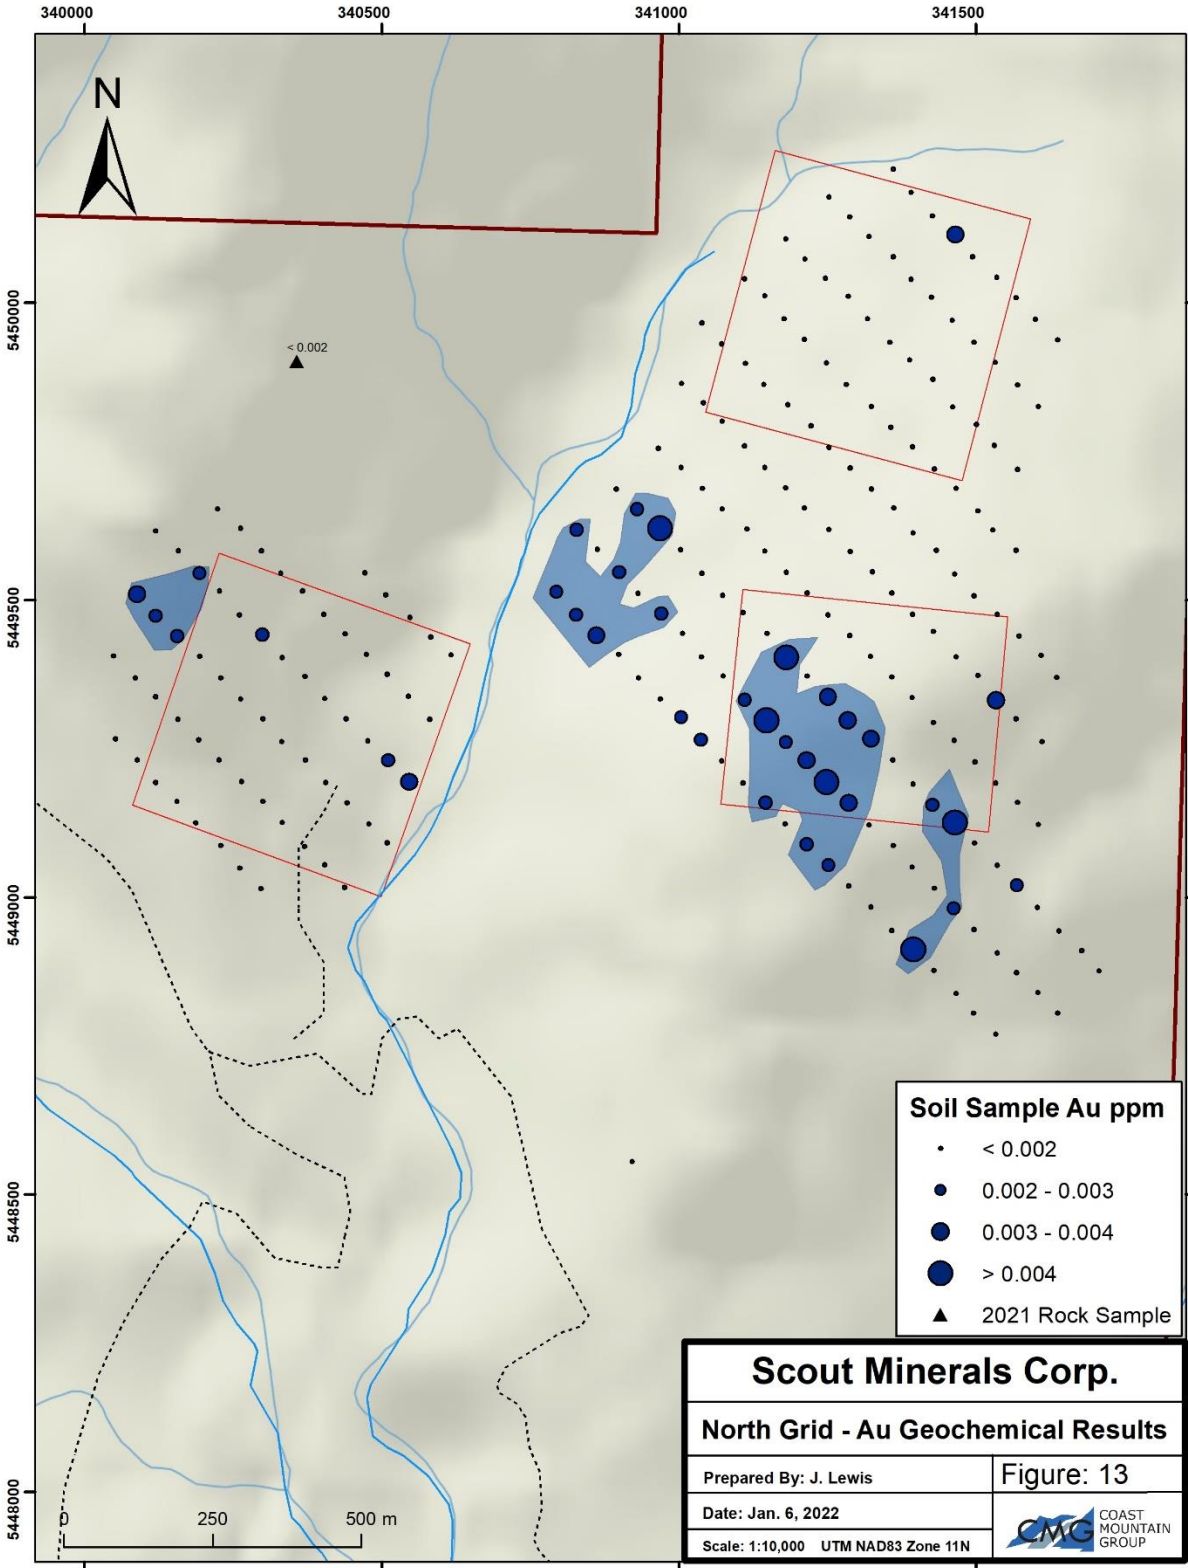 340000
340500
341000
341500
N
5450000
< 0.002
5449500
5449000
5448500
5448000
Soil Sample Au ppm
< 0.002
0.002 - 0.003
0.003 - 0.004
> 0.004
2021 Rock Sample
Scout Minerals Corp.
North Grid - Au Geochemical Results
Prepared By: J. Lewis
Figure: 13
Date: Jan. 6, 2022
Scale: 1:10,000 UTM NAD83 Zone 11N
CMG
COAST
MOUNTAIN
GROUP
0 250 500 m